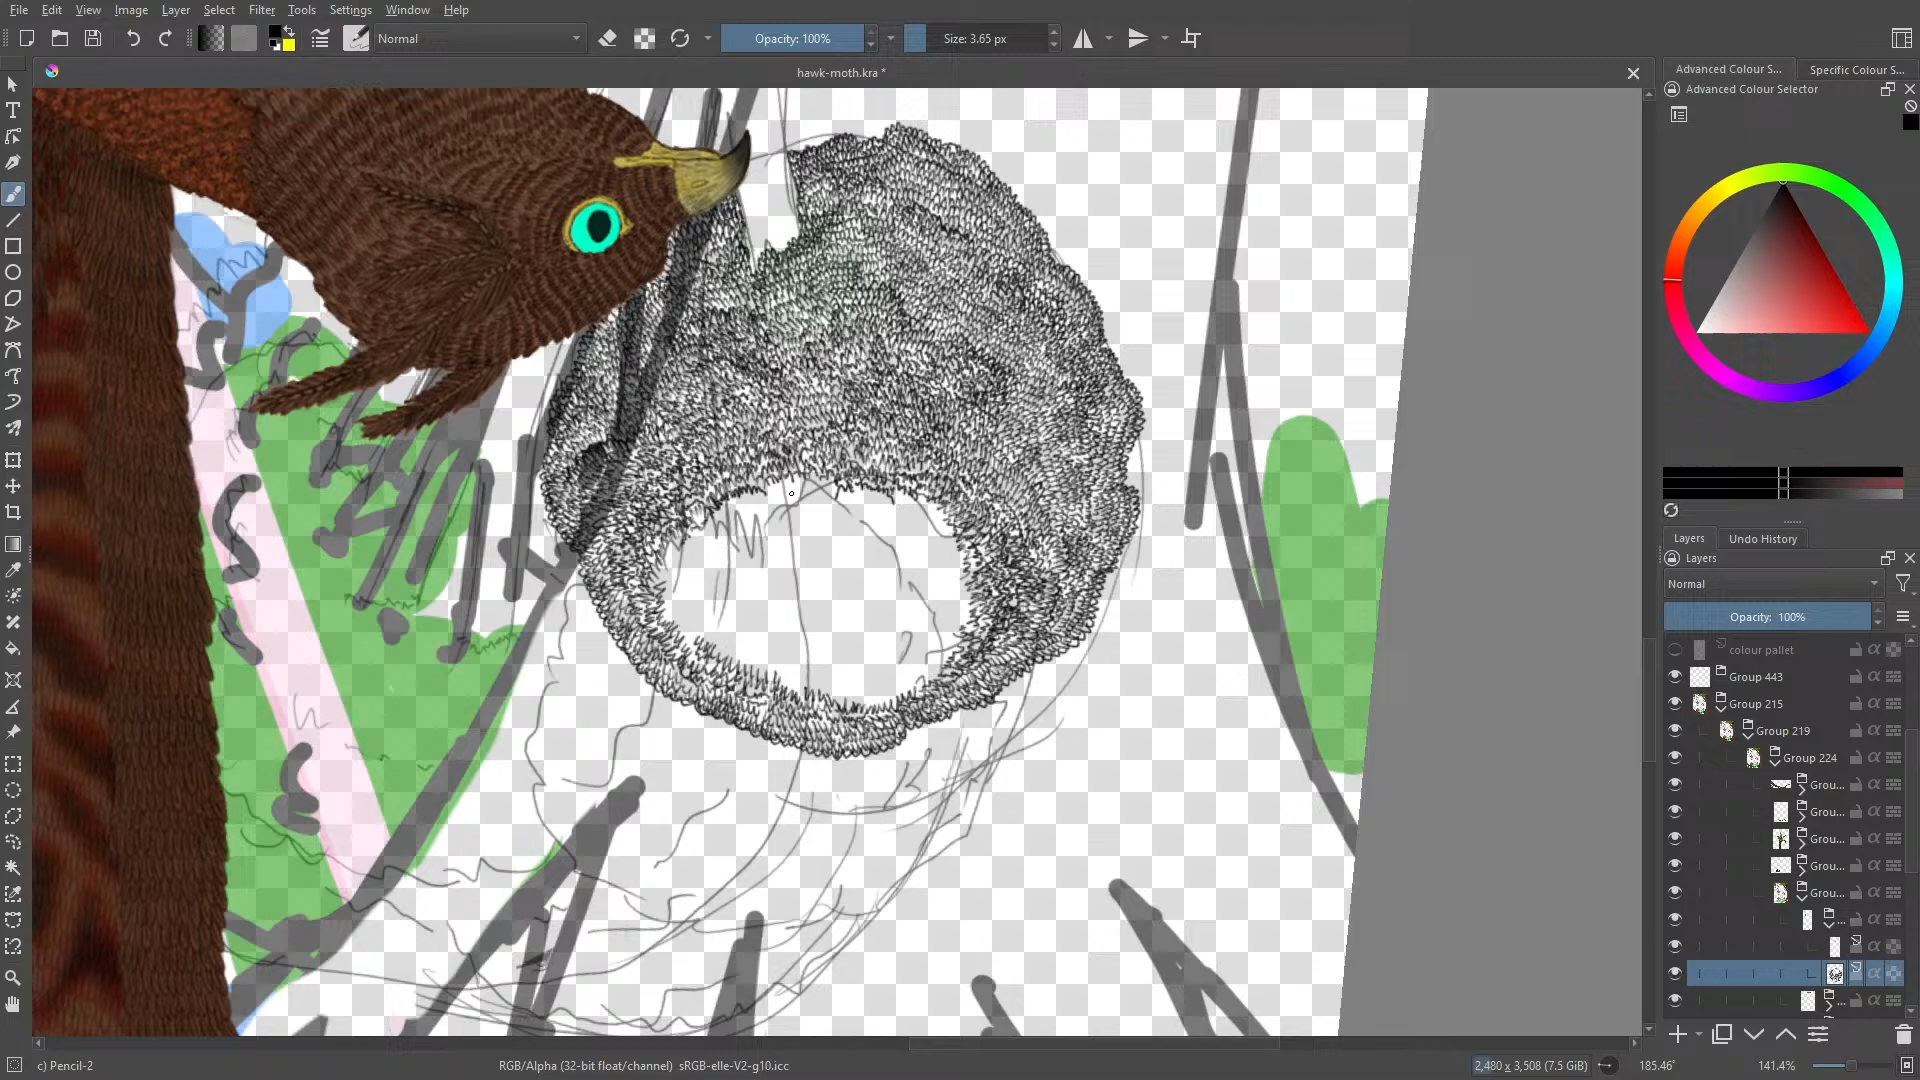 File Edit View Image Layer Select Filter Tools Settings Window Help
Normal Opacity: 100% Size: 3.65 px
hawk-moth.kra *
Advanced Colour S... Specific Colour S...
Advanced Colour Selector
Layers Undo History
Layers
Normal
Opacity: 100%
colour pallet
Group 443
Group 215
Group 219
Group 224
Grou...
Grou...
Grou...
Grou...
Grou...
...
...
c) Pencil-2 RGB/Alpha (32-bit float/channel) sRGB-elle-V2-g10.icc 2,480 x 3,508 (7.5 GiB) 185.46° 141.4%